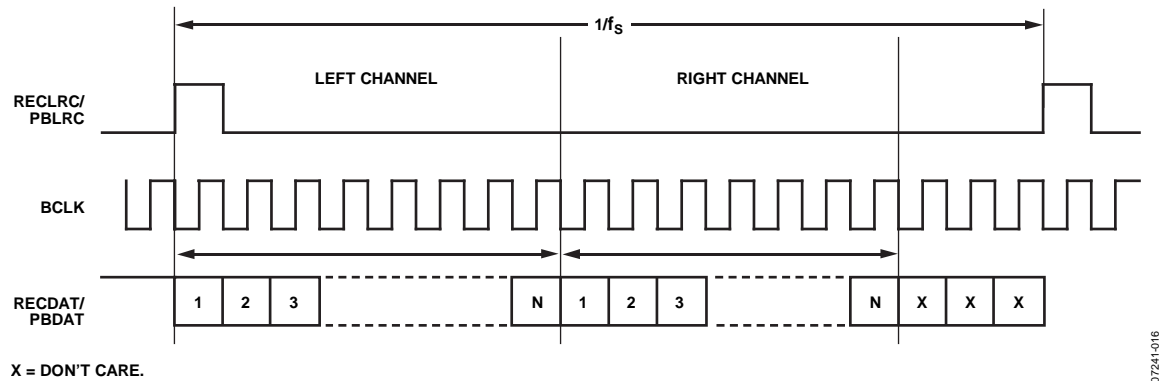 1/fS
LEFT CHANNEL
RIGHT CHANNEL
RECLRC/
PBLRC
BCLK
RECDAT/
PBDAT
1 2 3 N 1 2 3 N X X X
X = DON'T CARE.
07241-016